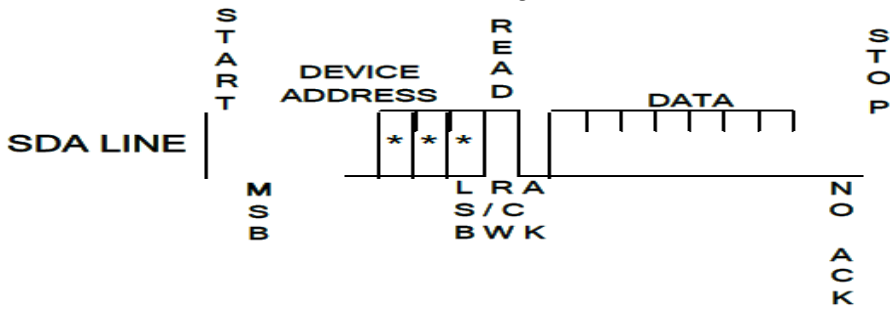 START
READ
STOP
DEVICE
ADDRESS
DATA
SDA LINE
* * *
MSB
LSB
R/W
ACK
NO ACK